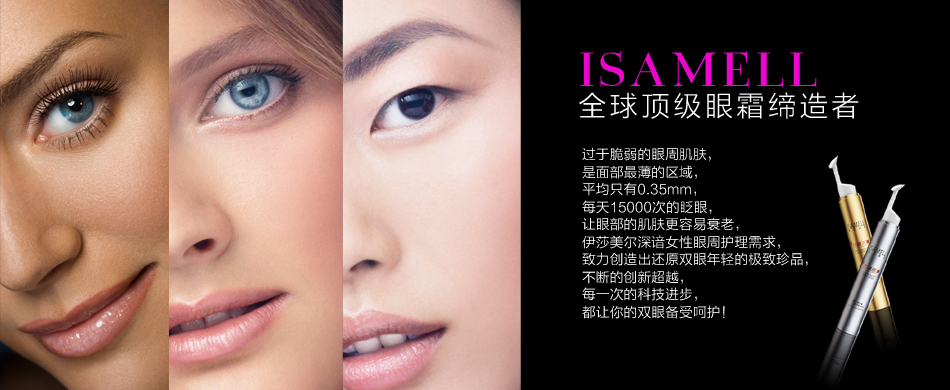 ISAMELL
全球顶级眼霜缔造者
过于脆弱的眼周肌肤，
是面部最薄的区域，
平均只有0.35mm，
每天15000次的眨眼，
让眼部的肌肤更容易衰老，
伊莎美尔深谙女性眼周护理需求，
致力创造出还原双眼年轻的极致珍品，
不断的创新超越，
每一次的科技进步，
都让你的双眼备受呵护！